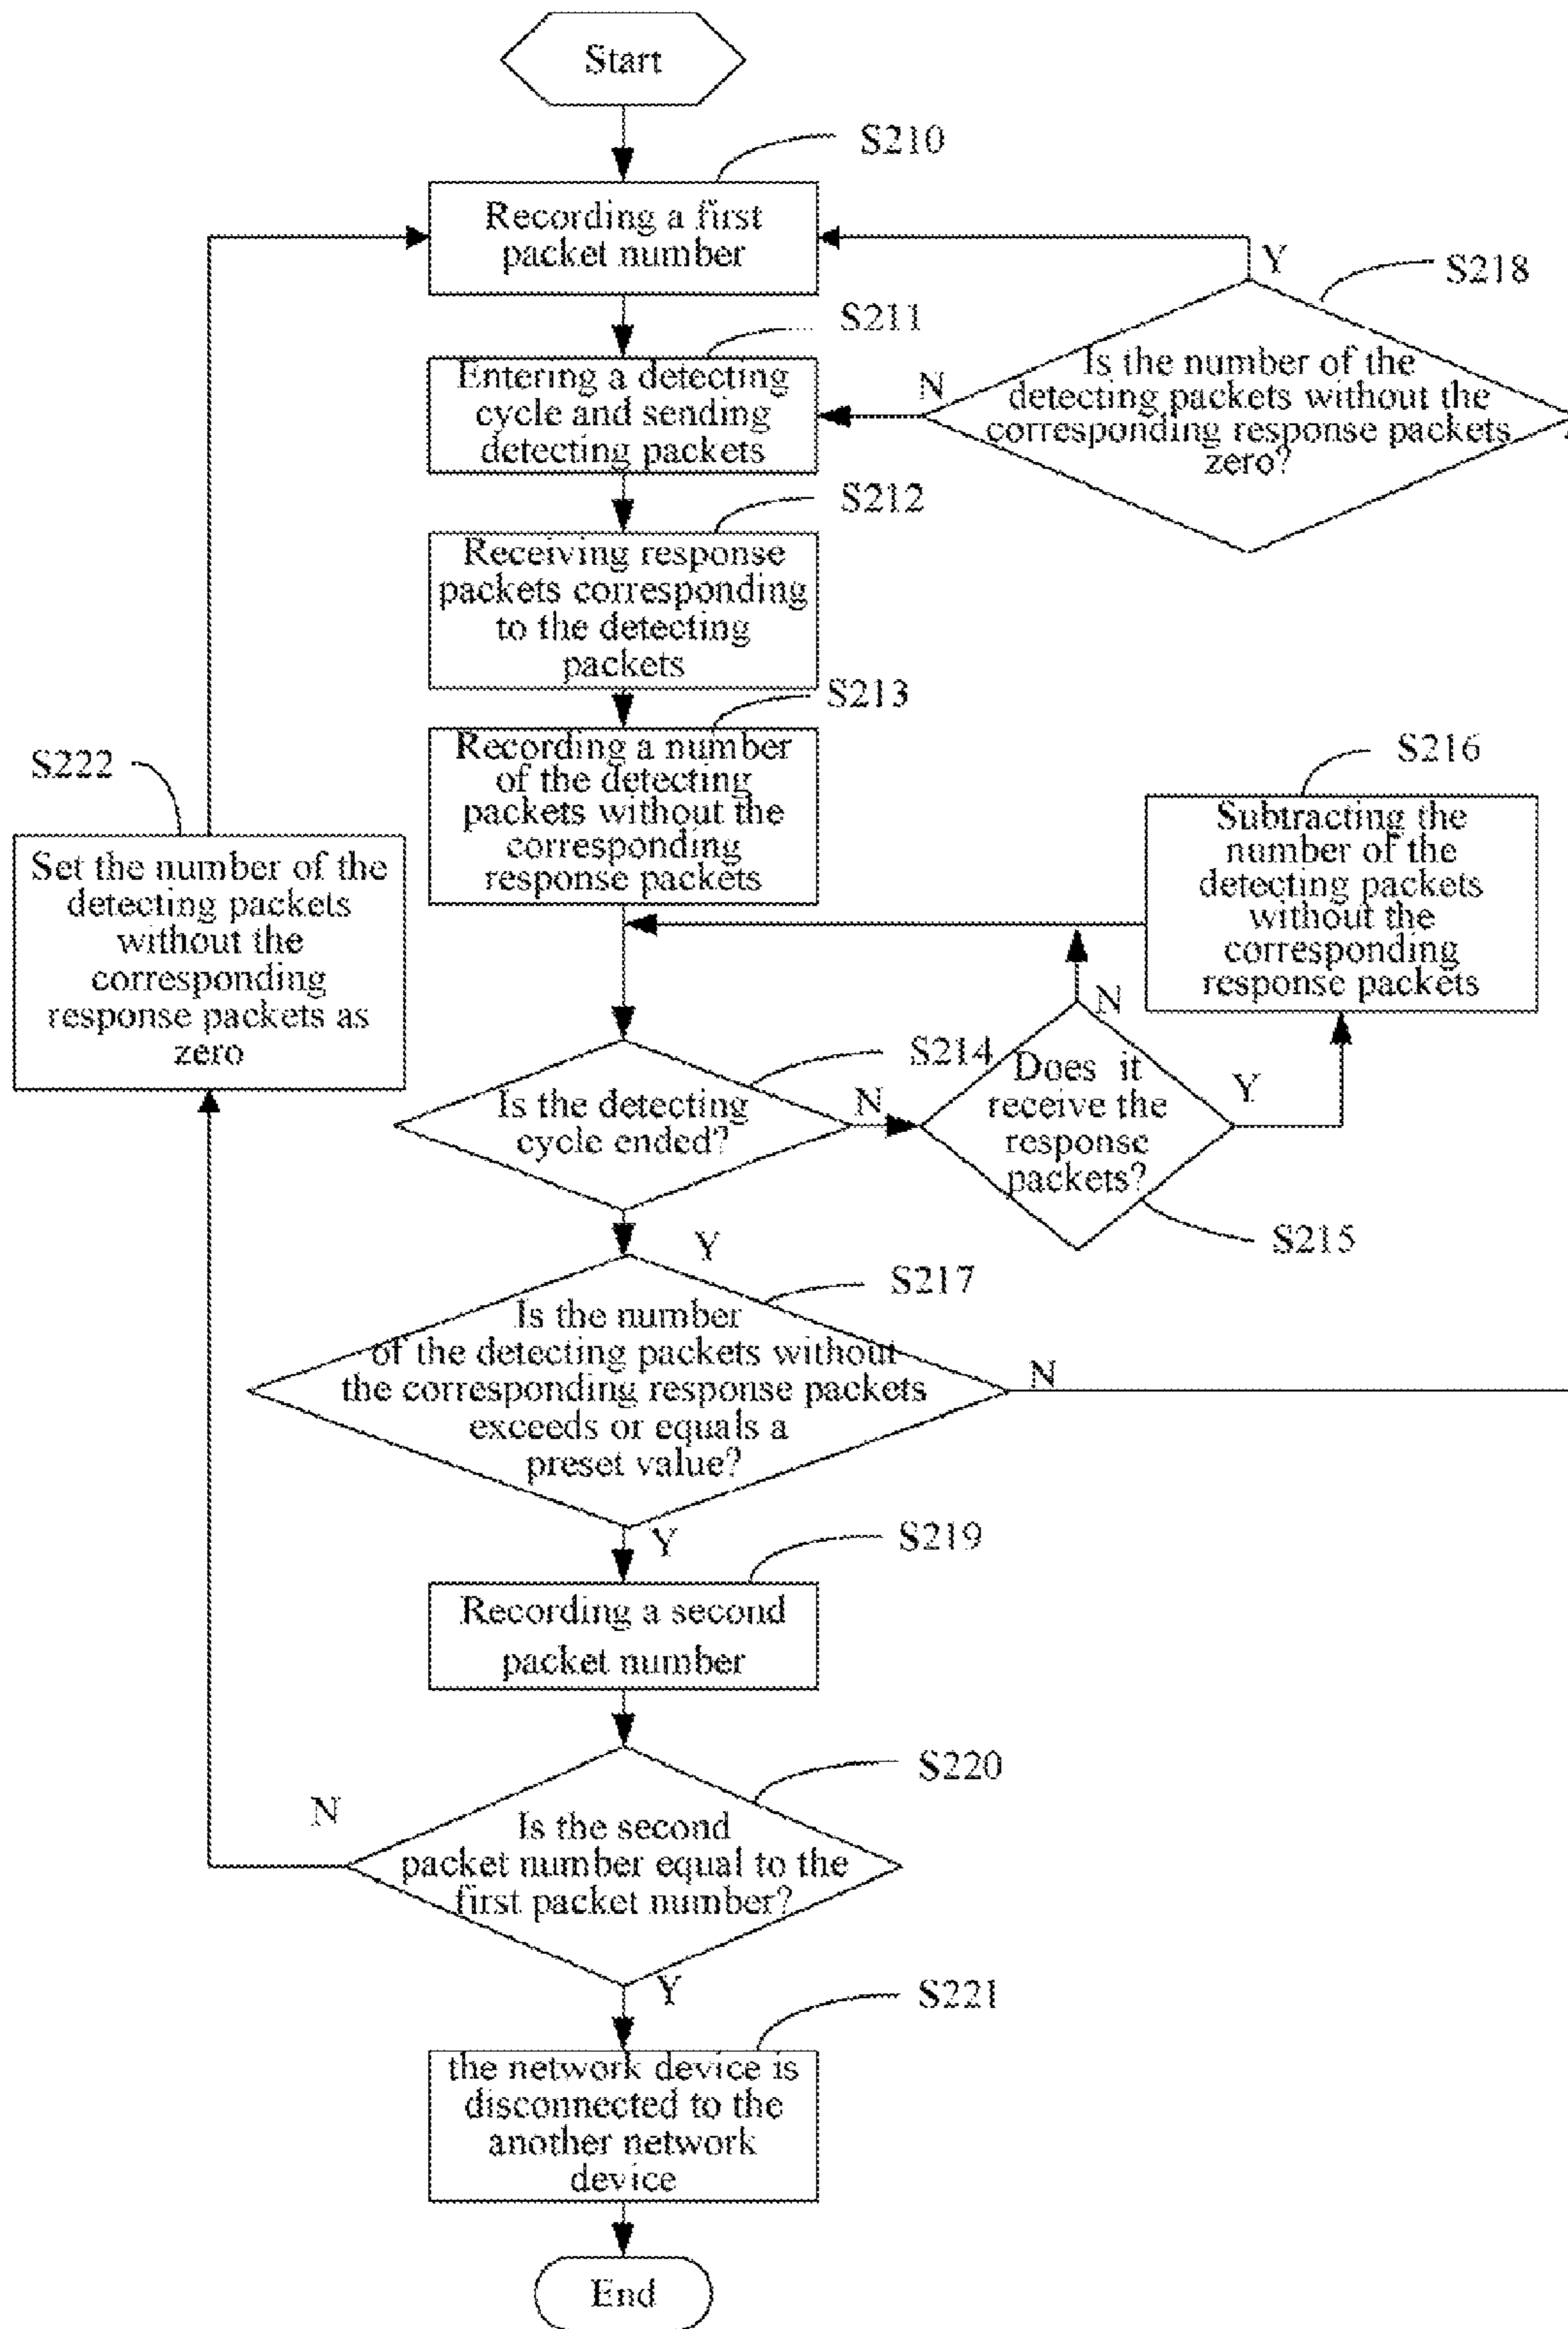 Start
S210
Recording a first
packet number
Y
S218
S211
Entering a detecting
cycle and sending
detecting packets
N
Is the number of the
detecting packets without the
corresponding response packets
zero?
S212
Receiving response
packets corresponding
to the detecting
packets
S213
Recording a number
of the detecting
packets without the
corresponding
response packets
S222
Set the number of the
detecting packets
without the
corresponding
response packets as
zero
S216
Subtracting the
number of the
detecting packets
without the
corresponding
response packets
N
S214
Is the detecting
cycle ended?
N
Does it
receive the
response
packets?
Y
S215
Y
S217
Is the number
of the detecting packets without
the corresponding response packets
exceeds or equals a
preset value?
N
Y
S219
Recording a second
packet number
S220
N
Is the second
packet number equal to the
first packet number?
Y
S221
the network device is
disconnected to the
another network
device
End